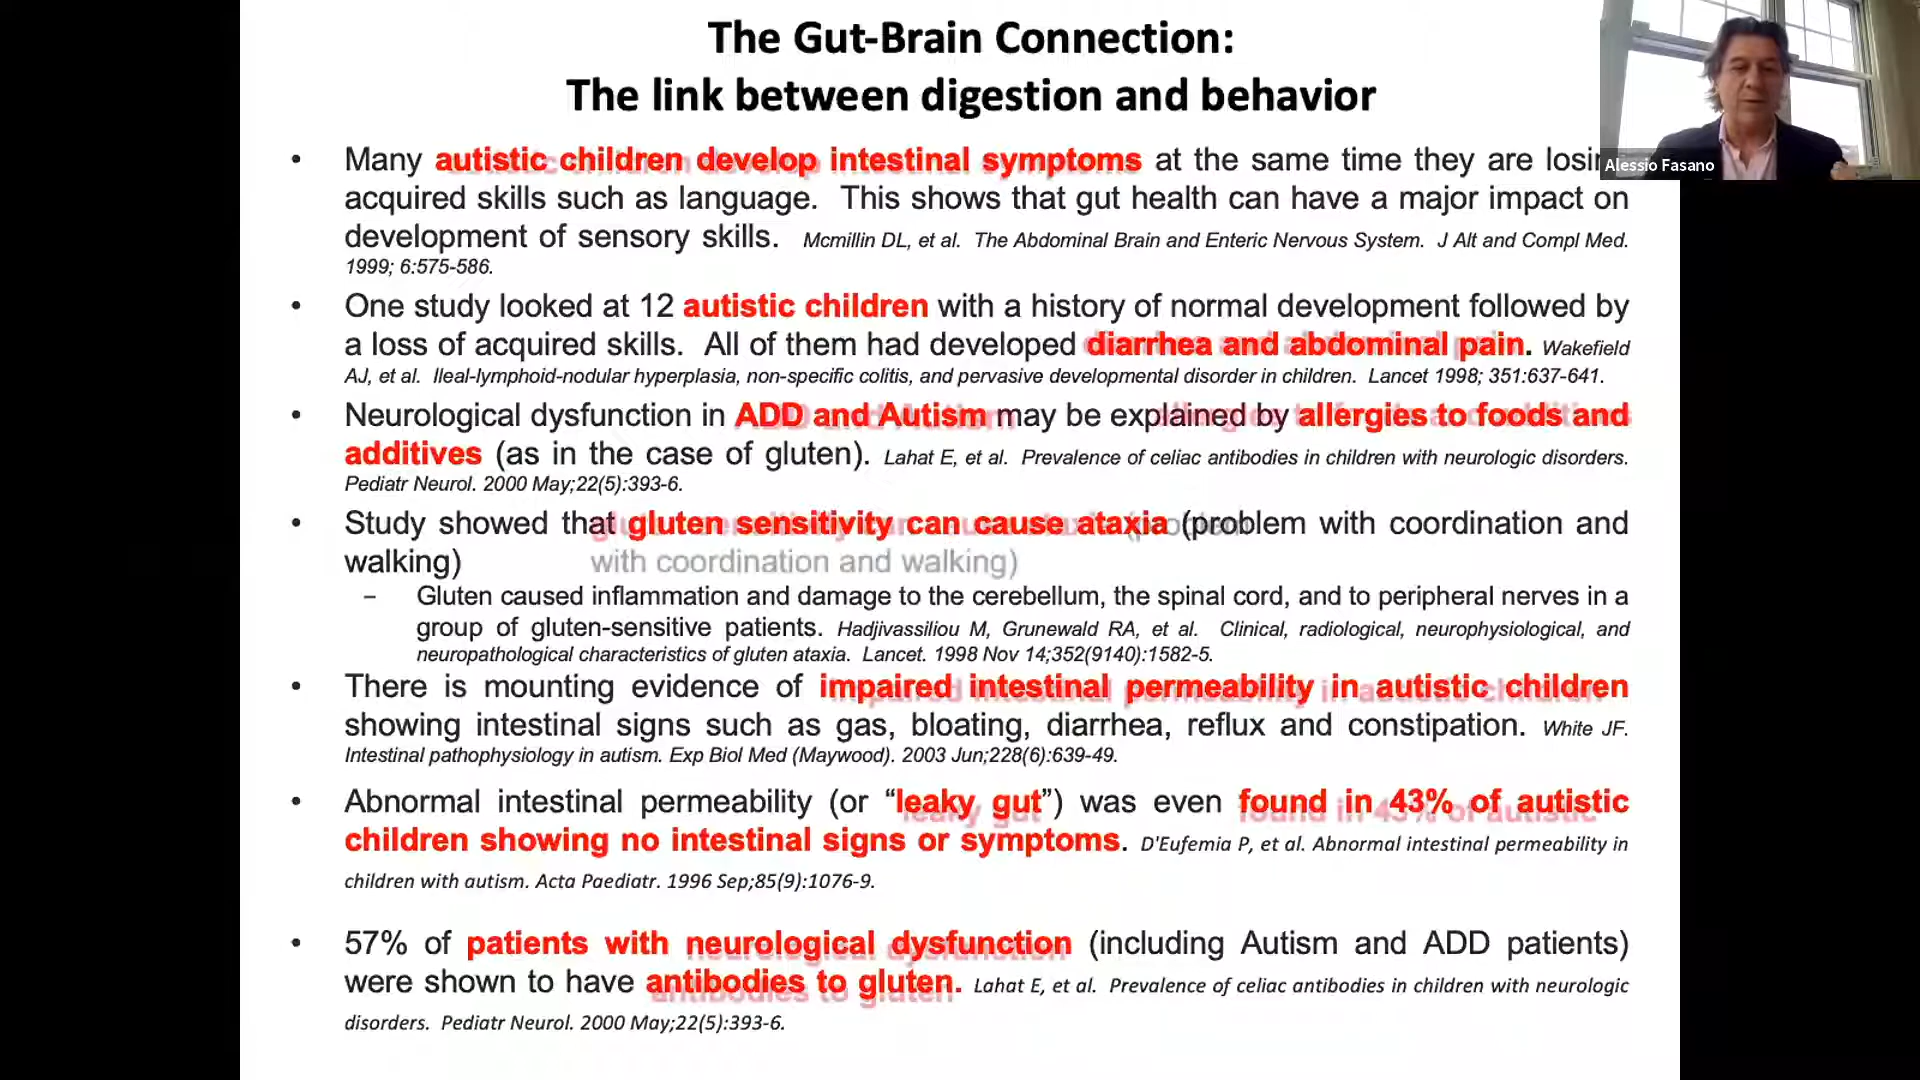 The Gut-Brain Connection:
The link between digestion and behavior
Alessio Fasano
• Many autistic children develop intestinal symptoms at the same time they are losin
acquired skills such as language. This shows that gut health can have a major impact on
development of sensory skills. Mcmillin DL, et al. The Abdominal Brain and Enteric Nervous System. J Alt and Compl Med.
1999; 6:575-586.
• One study looked at 12 autistic children with a history of normal development followed by
a loss of acquired skills. All of them had developed diarrhea and abdominal pain. Wakefield
AJ, et al. Ileal-lymphoid-nodular hyperplasia, non-specific colitis, and pervasive developmental disorder in children. Lancet 1998; 351:637-641.
• Neurological dysfunction in ADD and Autism may be explained by allergies to foods and
additives (as in the case of gluten). Lahat E, et al. Prevalence of celiac antibodies in children with neurologic disorders.
Pediatr Neurol. 2000 May;22(5):393-6.
• Study showed that gluten sensitivity can cause ataxia (problem with coordination and
walking) with coordination and walking)
– Gluten caused inflammation and damage to the cerebellum, the spinal cord, and to peripheral nerves in a
group of gluten-sensitive patients. Hadjivassiliou M, Grunewald RA, et al. Clinical, radiological, neurophysiological, and
neuropathological characteristics of gluten ataxia. Lancet. 1998 Nov 14;352(9140):1582-5.
• There is mounting evidence of impaired intestinal permeability in autistic children
showing intestinal signs such as gas, bloating, diarrhea, reflux and constipation. White JF.
Intestinal pathophysiology in autism. Exp Biol Med (Maywood). 2003 Jun;228(6):639-49.
• Abnormal intestinal permeability (or “leaky gut”) was even found in 43% of autistic
children showing no intestinal signs or symptoms. D'Eufemia P, et al. Abnormal intestinal permeability in
children with autism. Acta Paediatr. 1996 Sep;85(9):1076-9.
• 57% of patients with neurological dysfunction (including Autism and ADD patients)
were shown to have antibodies to gluten. Lahat E, et al. Prevalence of celiac antibodies in children with neurologic
disorders. Pediatr Neurol. 2000 May;22(5):393-6.